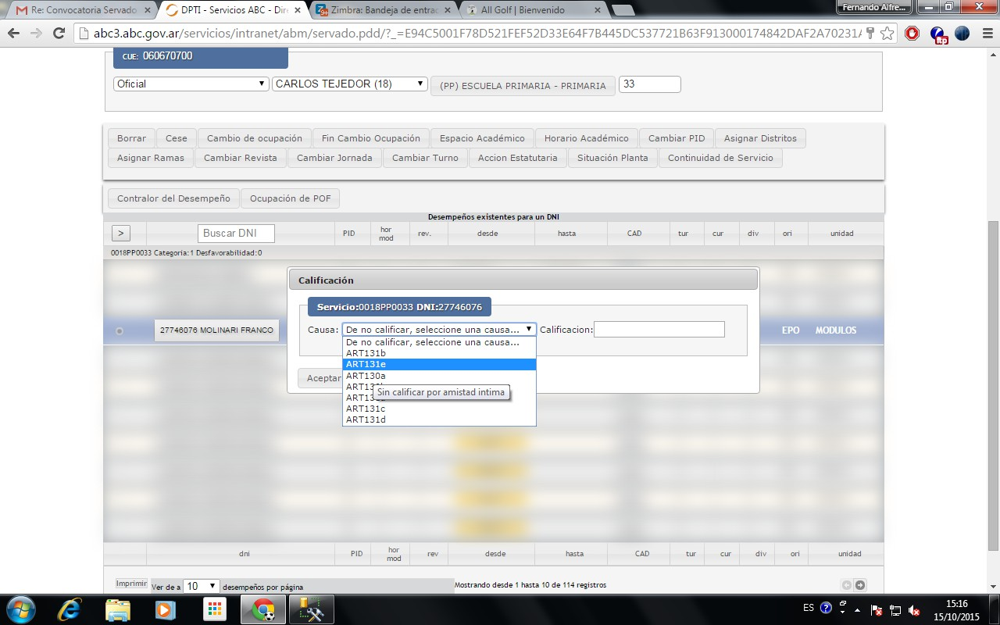 Re: Convocatoria Servado
DPTI - Servicios ABC - Dire
Zimbra: Bandeja de entrad
All Golf | Bienvenido
Fernando Alfre...
abc3.abc.gov.ar/servicios/intranet/abm/servado.pdd/?_=E94C5001F78D521FEF52D33E64F7B445DC537721B63F913000174842DAF2A70231A
ftp
CUE: 060670700
Oficial
CARLOS TEJEDOR (18)
(PP) ESCUELA PRIMARIA - PRIMARIA
33
Borrar Cese Cambio de ocupación Fin Cambio Ocupación Espacio Académico Horario Académico Cambiar PID Asignar Distritos
Asignar Ramas Cambiar Revista Cambiar Jornada Cambiar Turno Accion Estatutaria Situación Planta Continuidad de Servicio
Contralor del Desempeño Ocupación de POF
Desempeños existentes para un DNI
> Buscar DNI PID hor mod rev. desde hasta CAD tur cur div ori unidad
0018PP0033 Categoria:1 Desfavorabilidad:0
Calificación
Servicio:0018PP0033 DNI:27746076
27746076 MOLINARI FRANCO
Causa: De no calificar, seleccione una causa... Calificacion:
EPO MODULOS
De no calificar, seleccione una causa...
ART131b
ART131e
ART130a
Aceptar
Sin calificar por amistad intima
ART131c
ART131d
dni PID hor mod rev desde hasta CAD tur cur div ori unidad
Imprimir Ver de a 10 desempeños por página
Mostrando desde 1 hasta 10 de 114 registros
ES
15:16
15/10/2015